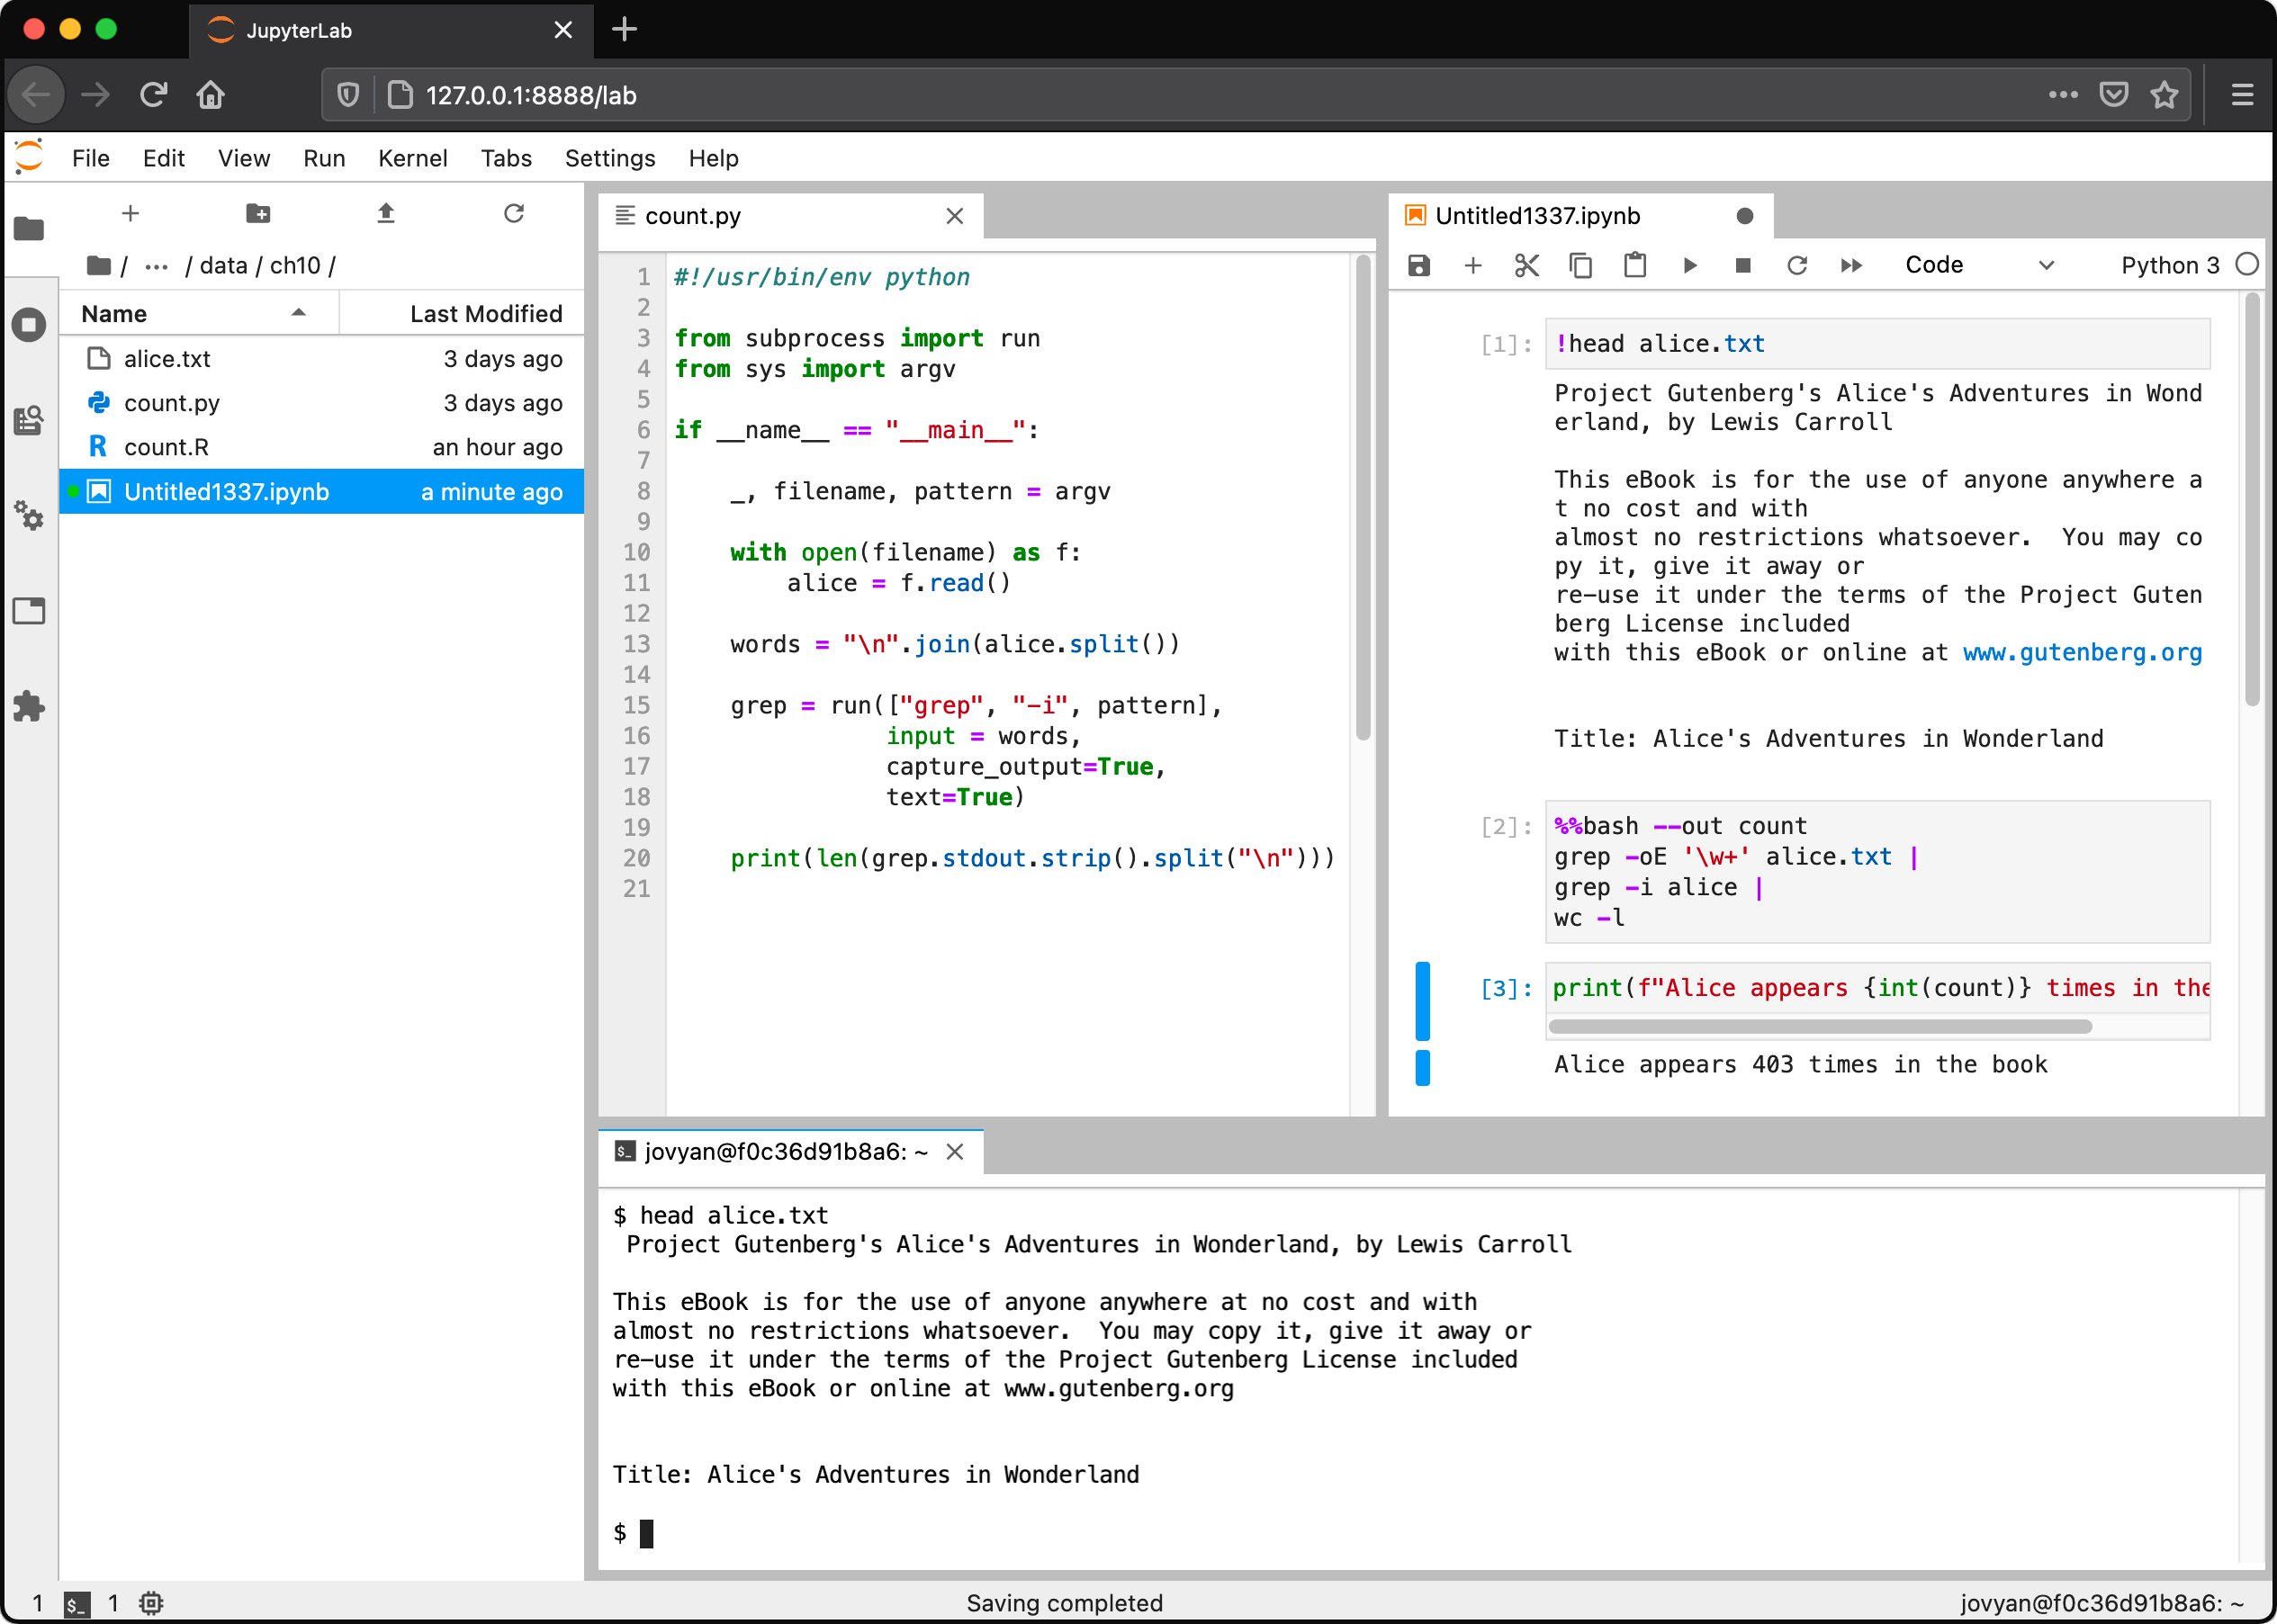 JupyterLab
127.0.0.1:8888/lab
File Edit View Run Kernel Tabs Settings Help
/ … / data / ch10 /
Name Last Modified
alice.txt 3 days ago
count.py 3 days ago
R count.R an hour ago
Untitled1337.ipynb a minute ago
count.py
1 #!/usr/bin/env python
2
3 from subprocess import run
4 from sys import argv
5
6 if __name__ == "__main__":
7
8     _, filename, pattern = argv
9
10     with open(filename) as f:
11         alice = f.read()
12
13     words = "\n".join(alice.split())
14
15     grep = run(["grep", "-i", pattern],
16                input = words,
17                capture_output=True,
18                text=True)
19
20     print(len(grep.stdout.strip().split("\n")))
21
Untitled1337.ipynb
Code Python 3
[1]: !head alice.txt
Project Gutenberg's Alice's Adventures in Wond
erland, by Lewis Carroll
This eBook is for the use of anyone anywhere a
t no cost and with
almost no restrictions whatsoever.  You may co
py it, give it away or
re-use it under the terms of the Project Guten
berg License included
with this eBook or online at www.gutenberg.org
Title: Alice's Adventures in Wonderland
[2]: %%bash --out count
grep -oE '\w+' alice.txt |
grep -i alice |
wc -l
[3]: print(f"Alice appears {int(count)} times in the
Alice appears 403 times in the book
$_ jovyan@f0c36d91b8a6: ~
$ head alice.txt
Project Gutenberg's Alice's Adventures in Wonderland, by Lewis Carroll
This eBook is for the use of anyone anywhere at no cost and with
almost no restrictions whatsoever.  You may copy it, give it away or
re-use it under the terms of the Project Gutenberg License included
with this eBook or online at www.gutenberg.org
Title: Alice's Adventures in Wonderland
$
1 $_ 1 Saving completed jovyan@f0c36d91b8a6: ~